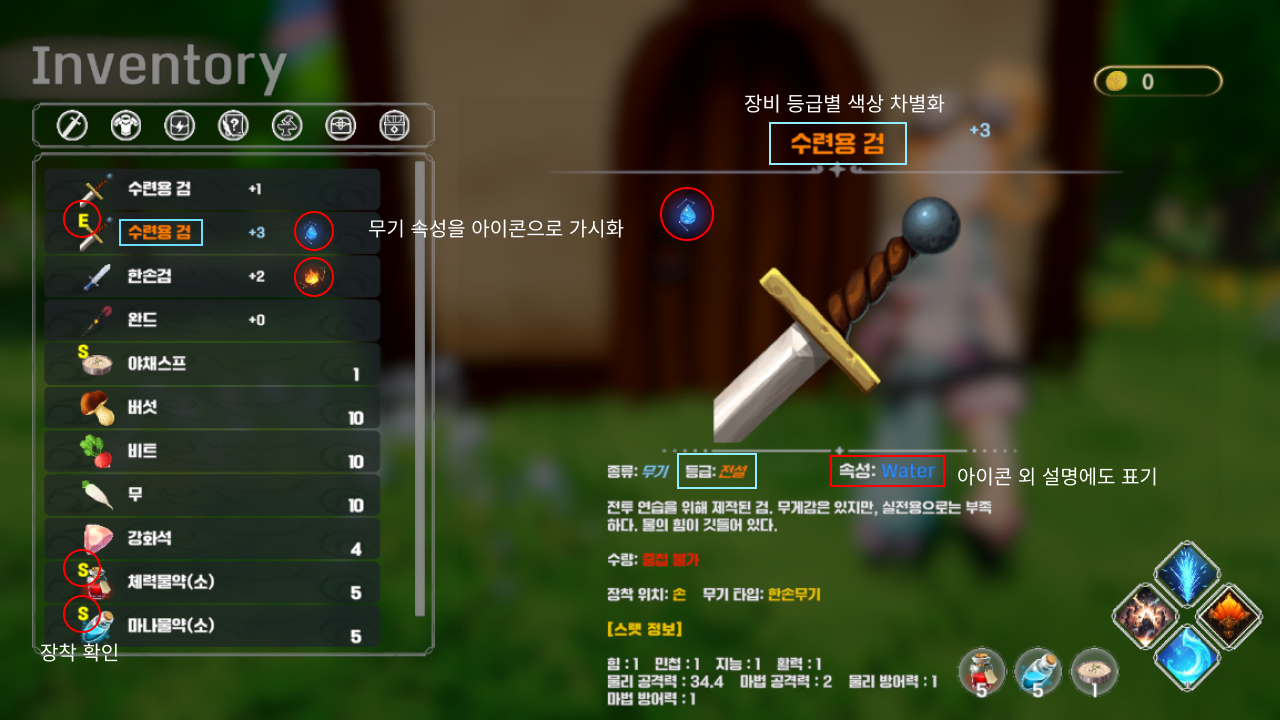 Inventory
0
장비 등급별 색상 차별화
수련용 검
+3
수련용 검 +1
E
수련용 검 +3
무기 속성을 아이콘으로 가시화
한손검 +2
완드 +0
S
야채스프 1
버섯 10
비트 10
무 10
강화석 4
S
체력물약(소) 5
S
마나물약(소) 5
장착 확인
종류: 무기 등급: 전설 속성: Water
아이콘 외 설명에도 표기
전투 연습을 위해 제작된 검. 무게감은 있지만, 실전용으로는 부족
하다. 물의 힘이 깃들어 있다.
수량: 중첩 불가
장착 위치: 손 무기 타입: 한손무기
[스탯 정보]
힘 : 1 민첩 : 1 지능 : 1 활력 : 1
물리 공격력 : 34.4 마법 공격력 : 2 물리 방어력 : 1
마법 방어력 : 1
5 5 1